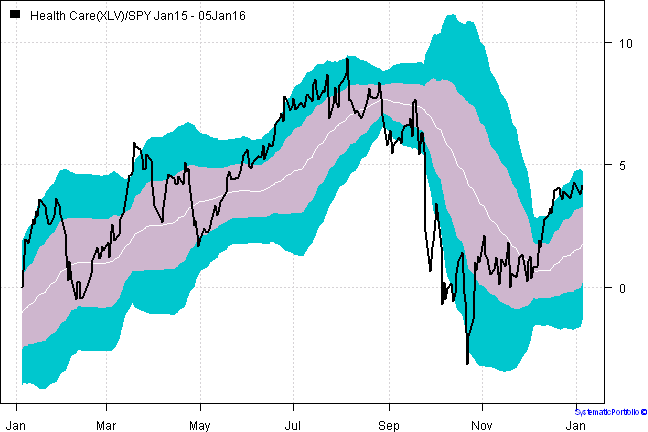 Health Care(XLV)/SPY Jan15 - 05Jan16
10
5
0
Jan Mar May Jul Sep Nov Jan
SystematicPortfolio ©